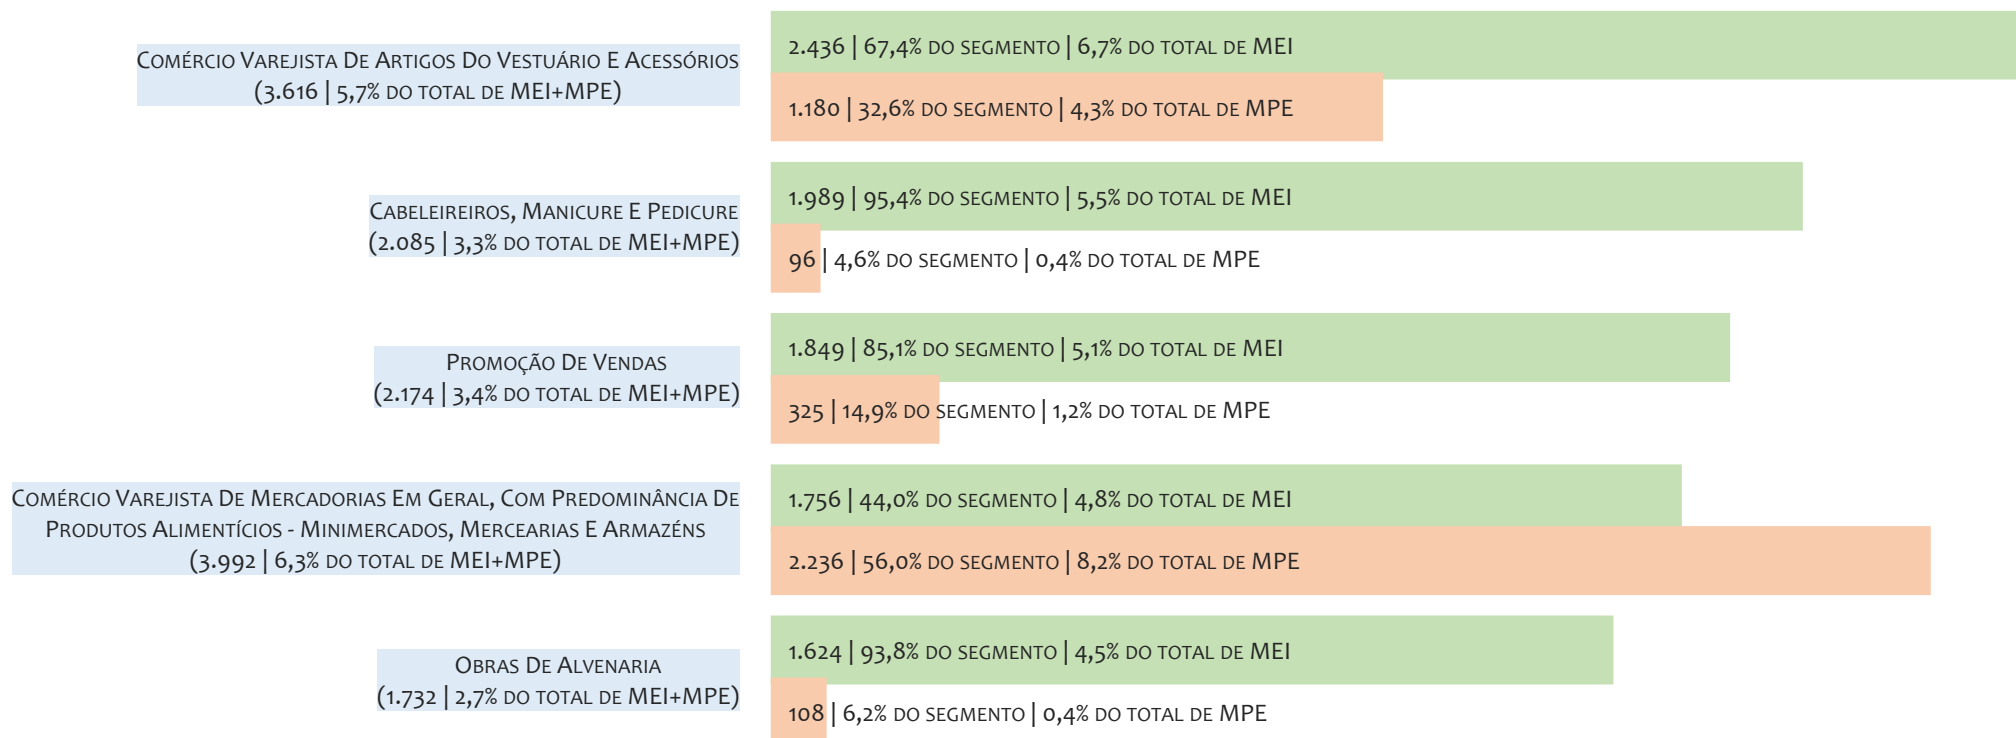 Comércio Varejista De Artigos Do Vestuário E Acessórios
(3.616 | 5,7% do total de MEI+MPE)
2.436 | 67,4% do segmento | 6,7% do total de MEI
1.180 | 32,6% do segmento | 4,3% do total de MPE
Cabeleireiros, Manicure E Pedicure
(2.085 | 3,3% do total de MEI+MPE)
1.989 | 95,4% do segmento | 5,5% do total de MEI
96 | 4,6% do segmento | 0,4% do total de MPE
Promoção De Vendas
(2.174 | 3,4% do total de MEI+MPE)
1.849 | 85,1% do segmento | 5,1% do total de MEI
325 | 14,9% do segmento | 1,2% do total de MPE
Comércio Varejista De Mercadorias Em Geral, Com Predominância De
Produtos Alimentícios - Minimercados, Mercearias E Armazéns
(3.992 | 6,3% do total de MEI+MPE)
1.756 | 44,0% do segmento | 4,8% do total de MEI
2.236 | 56,0% do segmento | 8,2% do total de MPE
Obras De Alvenaria
(1.732 | 2,7% do total de MEI+MPE)
1.624 | 93,8% do segmento | 4,5% do total de MEI
108 | 6,2% do segmento | 0,4% do total de MPE